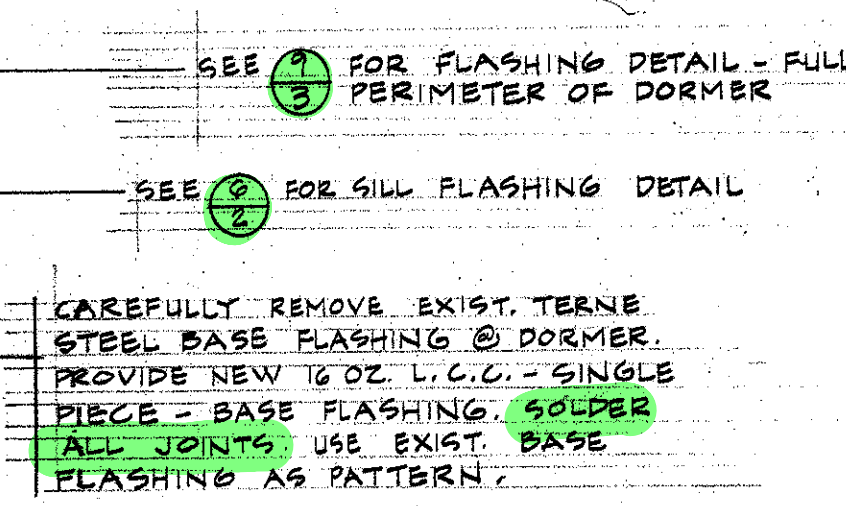 SEE 9/3 FOR FLASHING DETAIL - FULL
PERIMETER OF DORMER
SEE 6/2 FOR SILL FLASHING DETAIL
CAREFULLY REMOVE EXIST. TERNE
STEEL BASE FLASHING @ DORMER.
PROVIDE NEW 16 OZ. L.C.C. - SINGLE
PIECE - BASE FLASHING. SOLDER
ALL JOINTS. USE EXIST. BASE
FLASHING AS PATTERN.